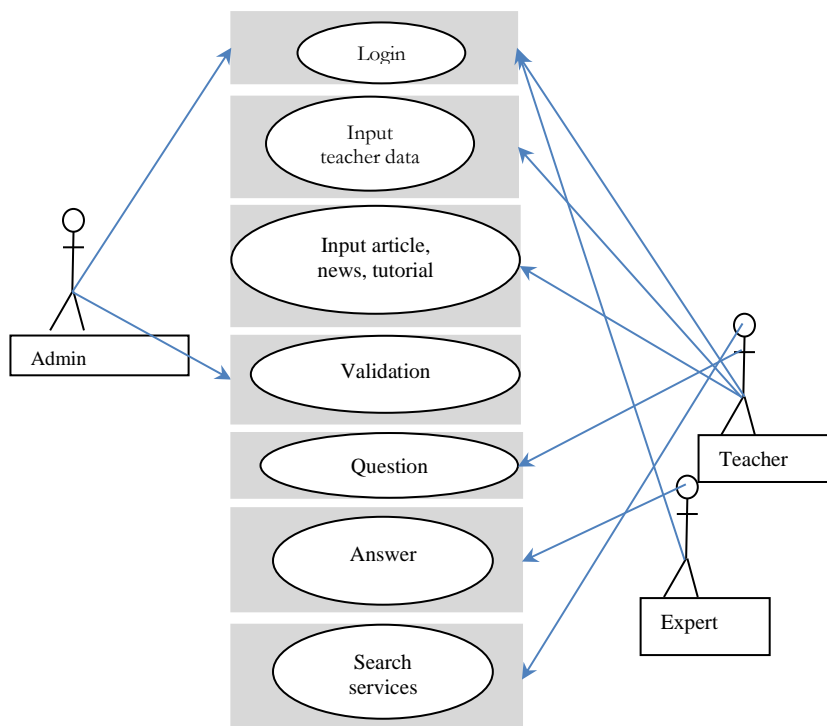 Login
Input
teacher data
Input article,
news, tutorial
Admin
Validation
Question
Teacher
Answer
Expert
Search
services